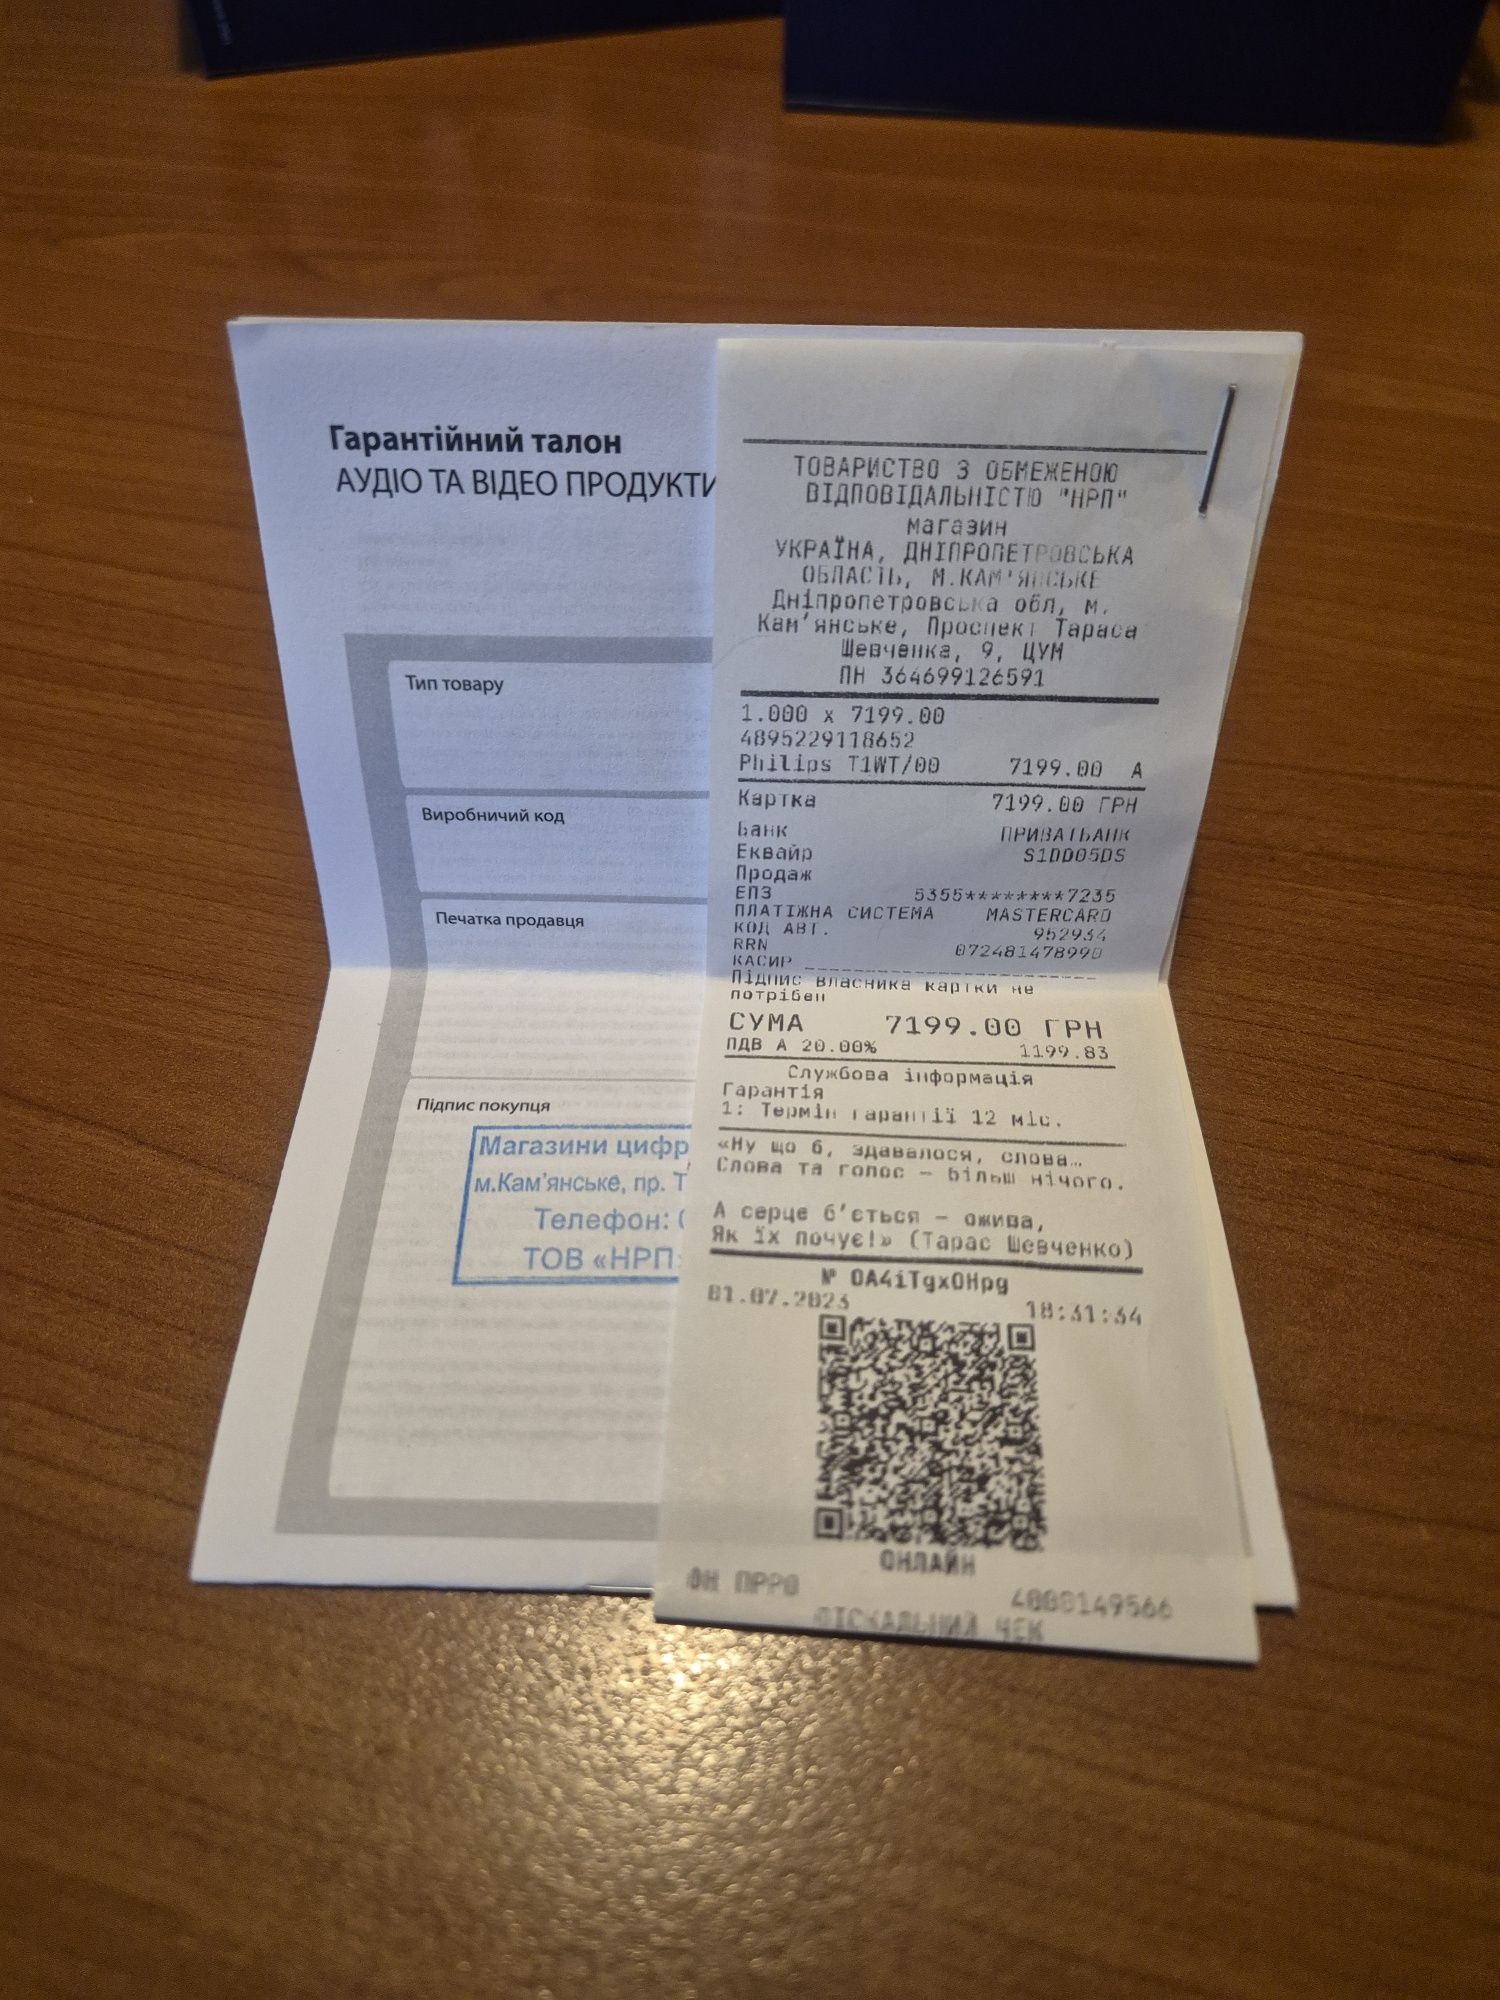 Гарантійний талон
АУДІО ТА ВІДЕО ПРОДУКТИ
Тип товару
Виробничий код
Печатка продавця
Підпис покупця
Магазини цифр
м.Кам'янське, пр. Т
Телефон: (
ТОВ «НРП»
ТОВАРИСТВО З ОБМЕЖЕНОЮ
ВІДПОВІДАЛЬНІСТЮ "НРП"
магазин
УКРАЇНА, ДНІПРОПЕТРОВСЬКА
ОБЛАСТЬ, М.КАМ'ЯНСЬКЕ
Дніпропетровська обл, м.
Кам'янське, Проспект Тараса
Шевченка, 9, ЦУМ
ПН 364699126591
1.000 x 7199.00
4895229118652
Philips T1WT/00 7199.00 А
Картка 7199.00 ГРН
Банк ПРИВАТБАНК
Еквайр S1DD05DS
Продаж
ЕПЗ 5355********7235
ПЛАТІЖНА СИСТЕМА MASTERCARD
КОД АВТ. 952934
RRN 072481478990
КАСИР
Підпис власника картки не
потрібен
СУМА 7199.00 ГРН
ПДВ А 20.00% 1199.83
Службова інформація
Гарантія
1: Термін гарантії 12 міс.
«Ну що б, здавалося, слова…
Слова та голос – більш нічого.
А серце б'ється – ожива,
Як їх почує!» (Тарас Шевченко)
№ OA4iTgxOHpg
01.07.2023 18:31:34
ОНЛАЙН
ФН ПРРО 4000149566
ФІСКАЛЬНИЙ ЧЕК